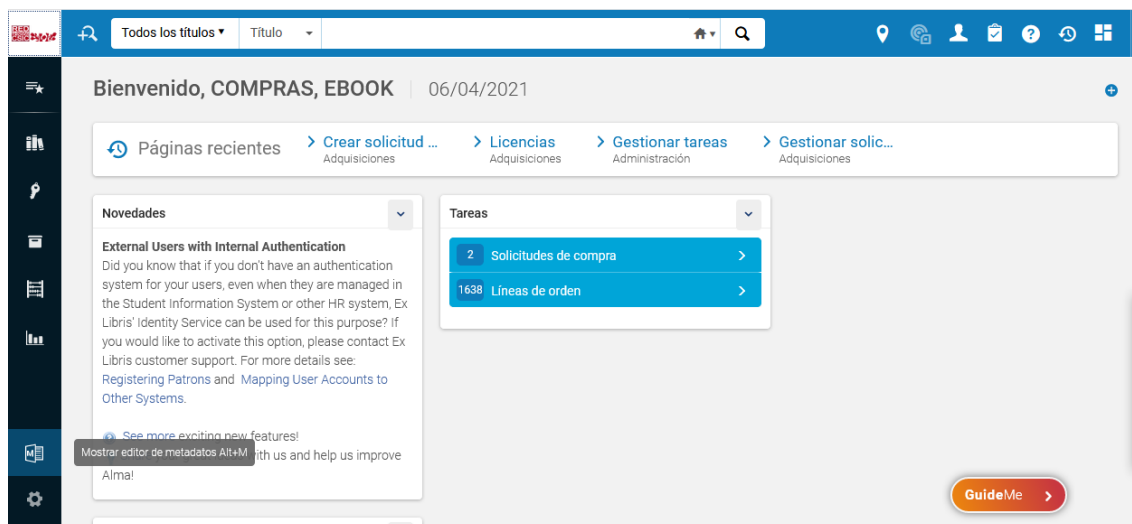 Todos los títulos Título
Bienvenido, COMPRAS, EBOOK 06/04/2021
Páginas recientes
Crear solicitud ...
Adquisiciones
Licencias
Adquisiciones
Gestionar tareas
Administración
Gestionar solic...
Adquisiciones
Novedades
External Users with Internal Authentication
Did you know that if you don't have an authentication
system for your users, even when they are managed in
the Student Information System or other HR system, Ex
Libris' Identity Service can be used for this purpose? If
you would like to activate this option, please contact Ex
Libris customer support. For more details see:
Registering Patrons and Mapping User Accounts to
Other Systems.
See more exciting new features!
with us and help us improve
Alma!
Tareas
2 Solicitudes de compra
1638 Líneas de orden
Mostrar editor de metadatos Alt+M
GuideMe